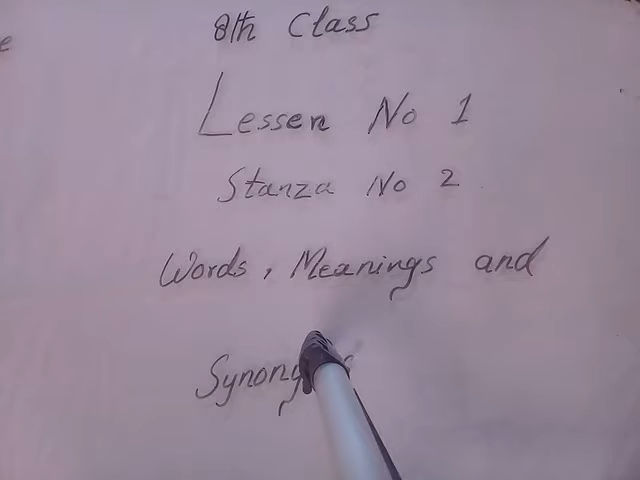 e
8th Class
Lessen No 1
Stanza No 2
Words, Meanings and